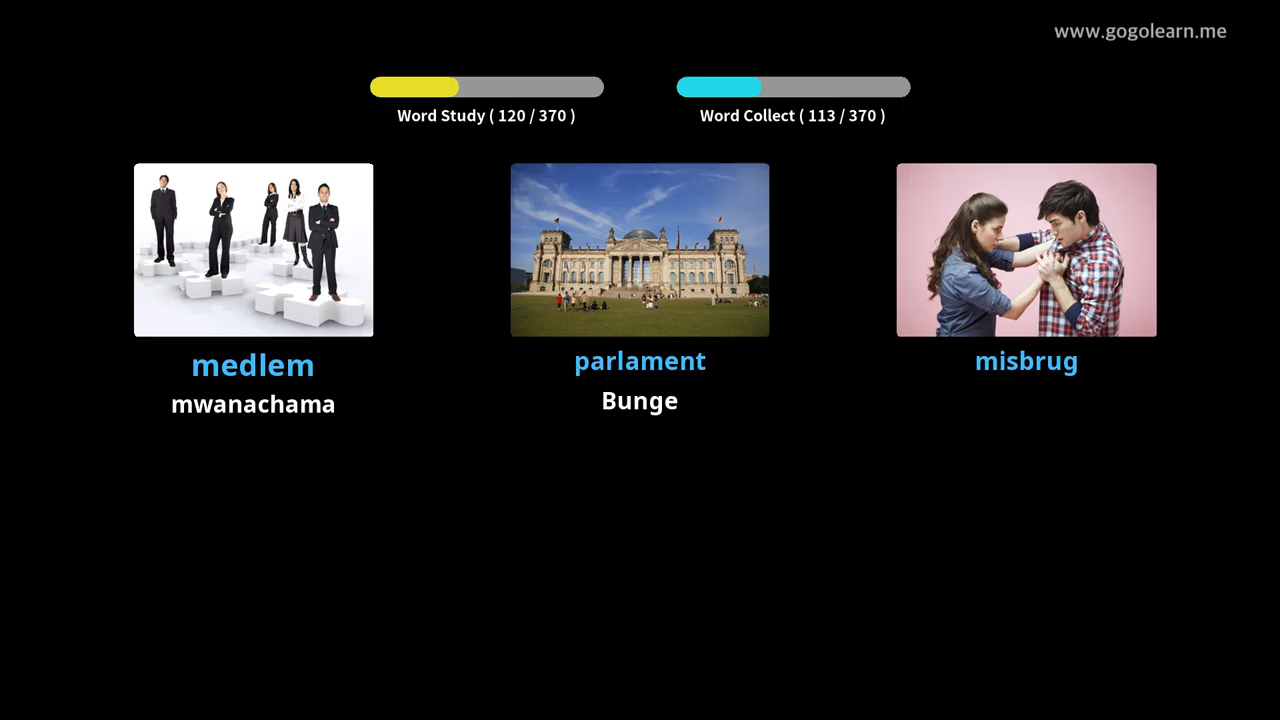 www.gogolearn.me
Word Study ( 120 / 370 )
Word Collect ( 113 / 370 )
medlem
parlament
misbrug
mwanachama
Bunge